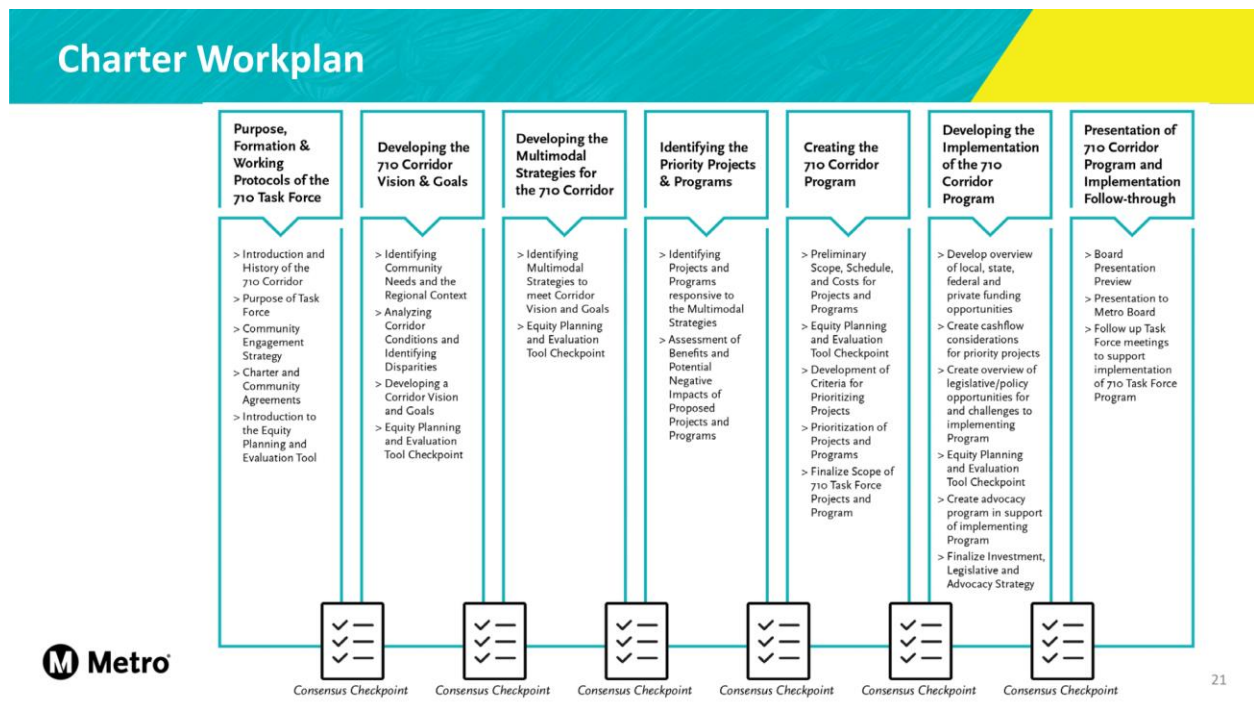 Charter Workplan
Purpose,
Formation &
Working
Protocols of the
710 Task Force
> Introduction and
History of the
710 Corridor
> Purpose of Task
Force
> Community
Engagement
Strategy
> Charter and
Community
Agreements
> Introduction to
the Equity
Planning and
Evaluation Tool
Developing the
710 Corridor
Vision & Goals
> Identifying
Community
Needs and the
Regional Context
> Analyzing
Corridor
Conditions and
Identifying
Disparities
> Developing a
Corridor Vision
and Goals
> Equity Planning
and Evaluation
Tool Checkpoint
Developing the
Multimodal
Strategies for
the 710 Corridor
> Identifying
Multimodal
Strategies to
meet Corridor
Vision and Goals
> Equity Planning
and Evaluation
Tool Checkpoint
Identifying the
Priority Projects
& Programs
> Identifying
Projects and
Programs
responsive to
the Multimodal
Strategies
> Assessment of
Benefits and
Potential
Negative
Impacts of
Proposed
Projects and
Programs
Creating the
710 Corridor
Program
> Preliminary
Scope, Schedule,
and Costs for
Projects and
Programs
> Equity Planning
and Evaluation
Tool Checkpoint
> Development of
Criteria for
Prioritizing
Projects
> Prioritization of
Projects and
Programs
> Finalize Scope of
710 Task Force
Projects and
Program
Developing the
Implementation
of the 710
Corridor
Program
> Develop overview
of local, state,
federal and
private funding
opportunities
> Create cashflow
considerations
for priority projects
> Create overview of
legislative/policy
opportunities for
and challenges to
implementing
Program
> Equity Planning
and Evaluation
Tool Checkpoint
> Create advocacy
program in support
of implementing
Program
> Finalize Investment,
Legislative and
Advocacy Strategy
Presentation of
710 Corridor
Program and
Implementation
Follow-through
> Board
Presentation
Preview
> Presentation to
Metro Board
> Follow up Task
Force meetings
to support
implementation
of 710 Task Force
Program
Consensus Checkpoint
Consensus Checkpoint
Consensus Checkpoint
Consensus Checkpoint
Consensus Checkpoint
Consensus Checkpoint
M Metro
21